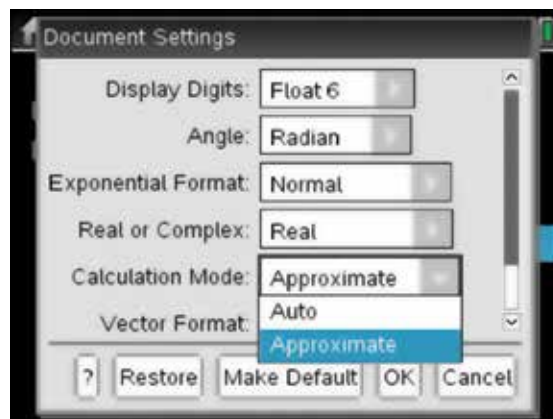 Document Settings
Display Digits: Float 6
Angle: Radian
Exponential Format: Normal
Real or Complex: Real
Calculation Mode: Approximate
Auto
Vector Format:
Approximate
? Restore Make Default OK Cancel